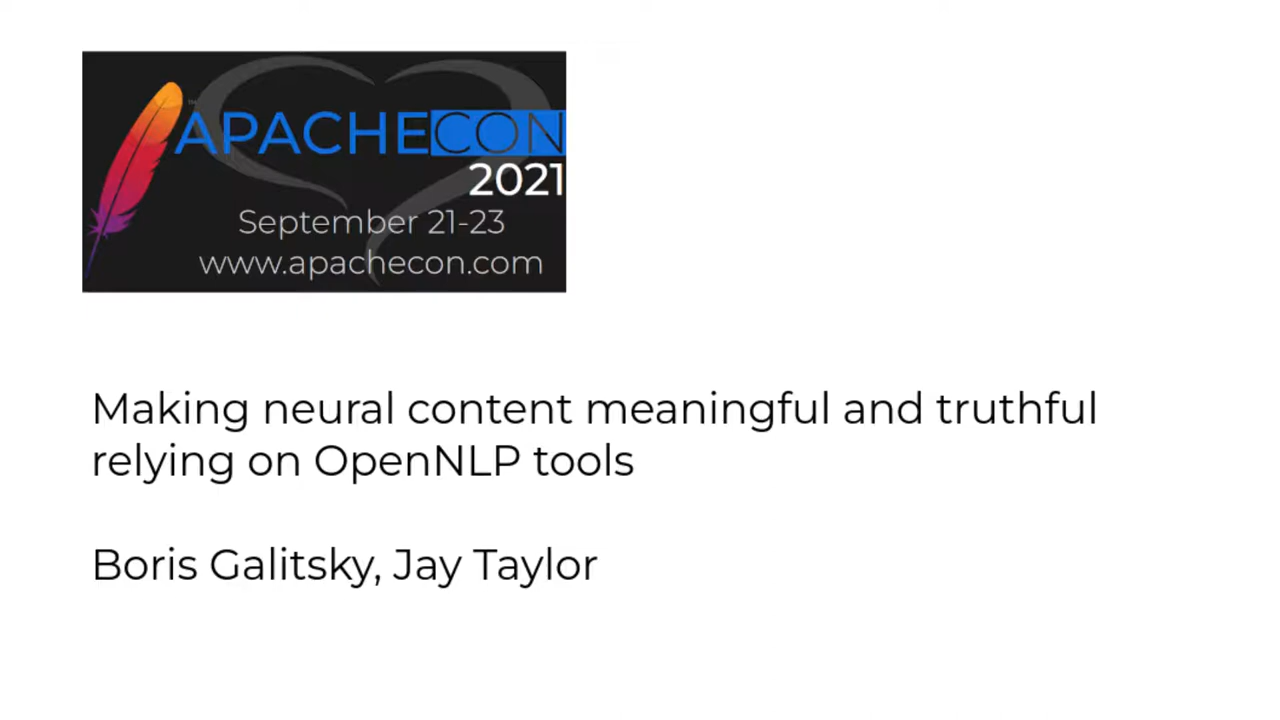 APACHECON
2021
September 21-23
www.apachecon.com
Making neural content meaningful and truthful
relying on OpenNLP tools
Boris Galitsky, Jay Taylor